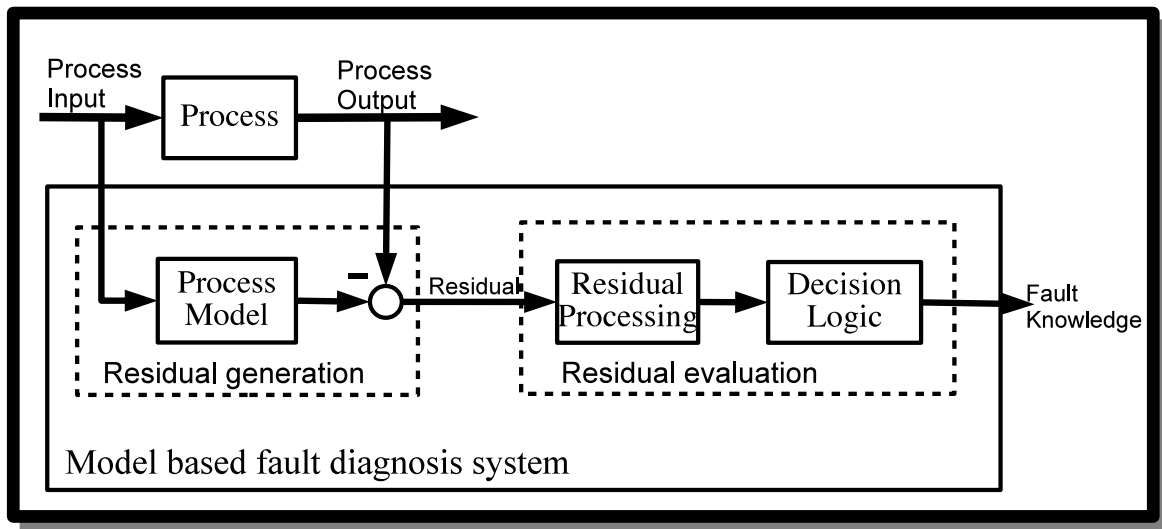 Process
Input
Process
Process
Output
Process
Model
Residual
Residual
Processing
Decision
Logic
Fault
Knowledge
Residual generation
Residual evaluation
Model based fault diagnosis system